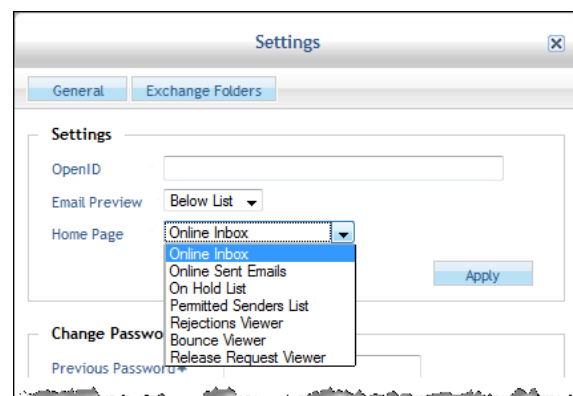 Settings
General
Exchange Folders
Settings
OpenID
Email Preview Below List
Home Page Online Inbox
Online Inbox
Online Sent Emails
On Hold List
Apply
Permitted Senders List
Rejections Viewer
Change Passwo
Bounce Viewer
Release Request Viewer
Previous Password